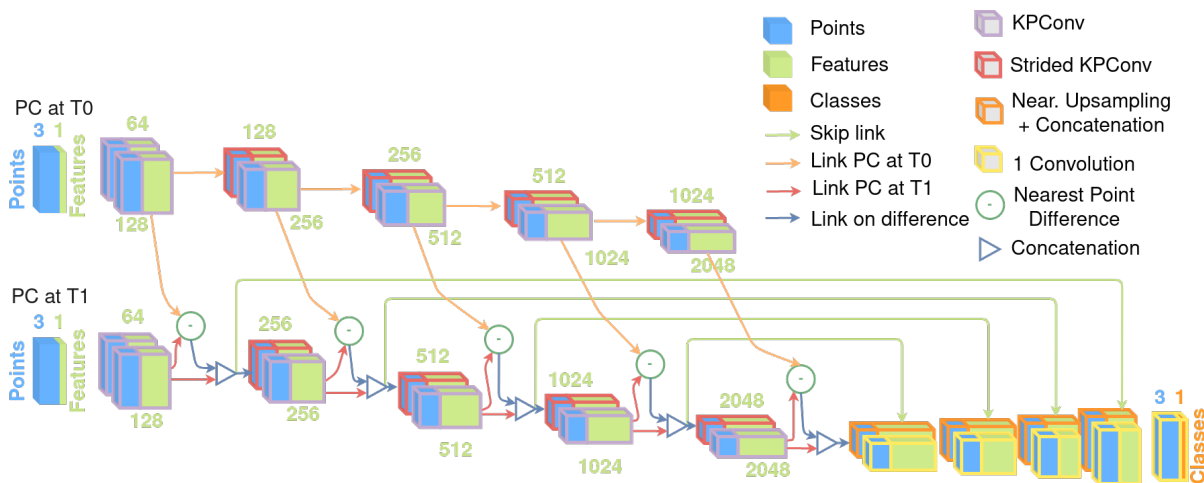 Points
Features
Classes
Skip link
Link PC at T0
Link PC at T1
Link on difference
KPConv
Strided KPConv
Near. Upsampling
+ Concatenation
1 Convolution
-
Nearest Point
Difference
Concatenation
PC at T0
3 1
Points
Features
64
128
128
256
256
512
512
1024
1024
2048
PC at T1
3 1
Points
Features
64
128
-
256
256
-
512
512
-
1024
1024
-
2048
2048
-
3 1
Classes